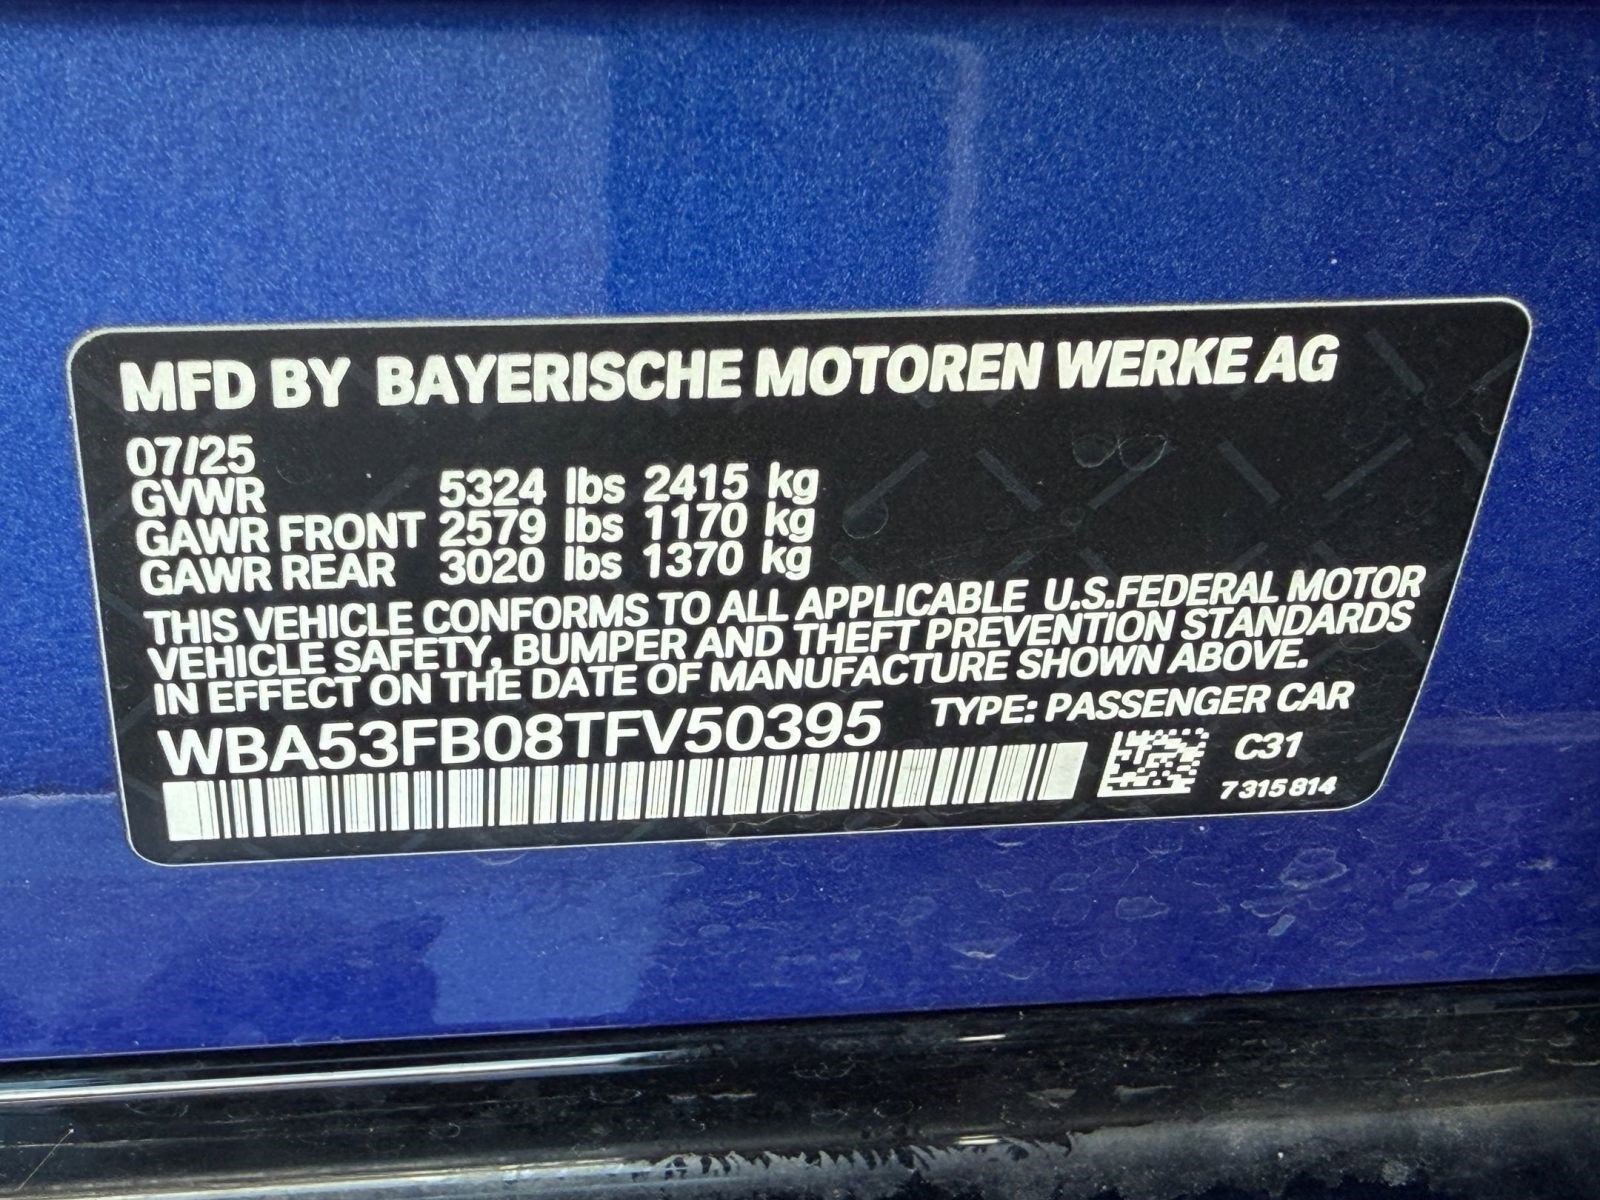 MFD BY BAYERISCHE MOTOREN WERKE AG
07/25
GVWR 5324 lbs 2415 kg
GAWR FRONT 2579 lbs 1170 kg
GAWR REAR 3020 lbs 1370 kg
THIS VEHICLE CONFORMS TO ALL APPLICABLE U.S.FEDERAL MOTOR
VEHICLE SAFETY, BUMPER AND THEFT PREVENTION STANDARDS
IN EFFECT ON THE DATE OF MANUFACTURE SHOWN ABOVE.
WBA53FB08TFV50395 TYPE: PASSENGER CAR
C31
7315814